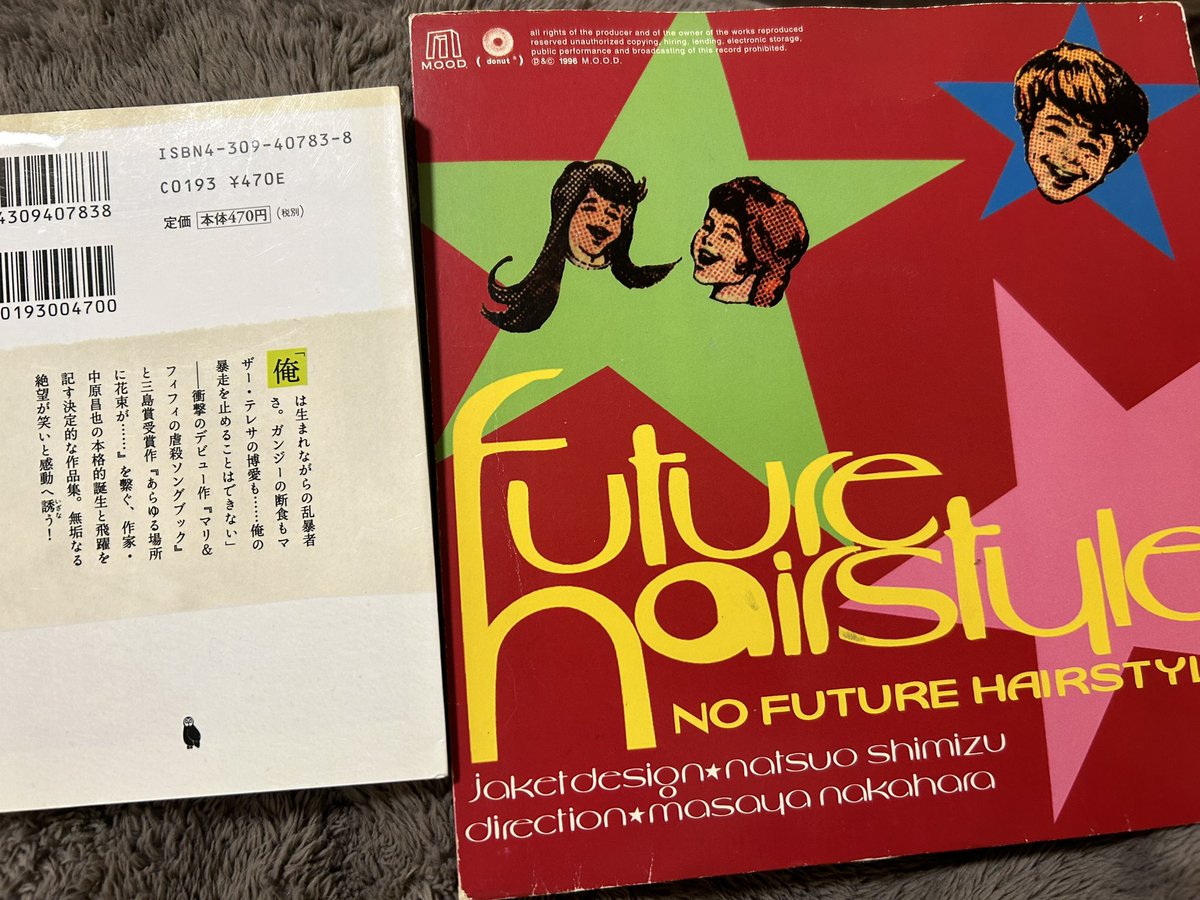 ISBN4-309-40783-8
C0193 ¥470E
定価 本体470円 (税別)
4309407838
0193004700
「俺は生まれながらの乱暴者
さ。ガンジーの断食もマ
ザー・テレサの博愛も……俺の
暴走を止めることはできない」
――衝撃のデビュー作『マリ&
フィフィの虐殺ソングブック』
と三島賞受賞作『あらゆる場所
に花束が……』を繋ぐ、作家・
中原昌也の本格的誕生と飛躍を
記す決定的な作品集。無垢なる
絶望が笑いと感動へ誘う!
いざな
M.O.O.D. (donut®)
all rights of the producer and of the owner of the works reproduced
reserved unauthorized copying, hiring, lending, electronic storage,
public performance and broadcasting of this record prohibited.
℗&© 1996 M.O.O.D.
future
hairstyle
NO FUTURE HAIRSTYL
jaketdesign★natsuo shimizu
direction★masaya nakahara